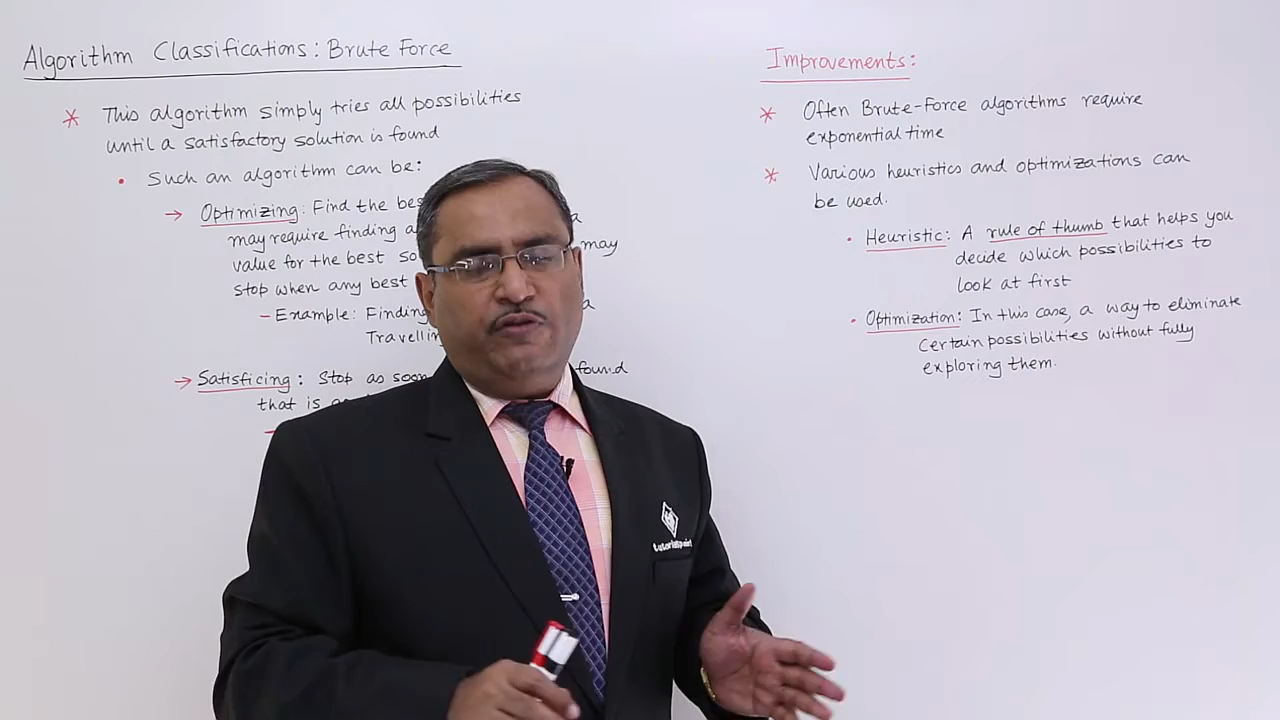 Algorithm Classifications: Brute Force
* This algorithm simply tries all possibilities
until a satisfactory solution is found
• Such an algorithm can be:
→ Optimizing: Find the bes
may require finding a
value for the best so may
stop when any best
– Example: Findin a
Travellin
→ Satisficing: Stop as soon found
that is
Improvements:
* Often Brute-Force algorithms require
exponential time
* Various heuristics and optimizations can
be used.
• Heuristic: A rule of thumb that helps you
decide which possibilities to
look at first
• Optimization: In this case, a way to eliminate
certain possibilities without fully
exploring them.
tutorialspoint